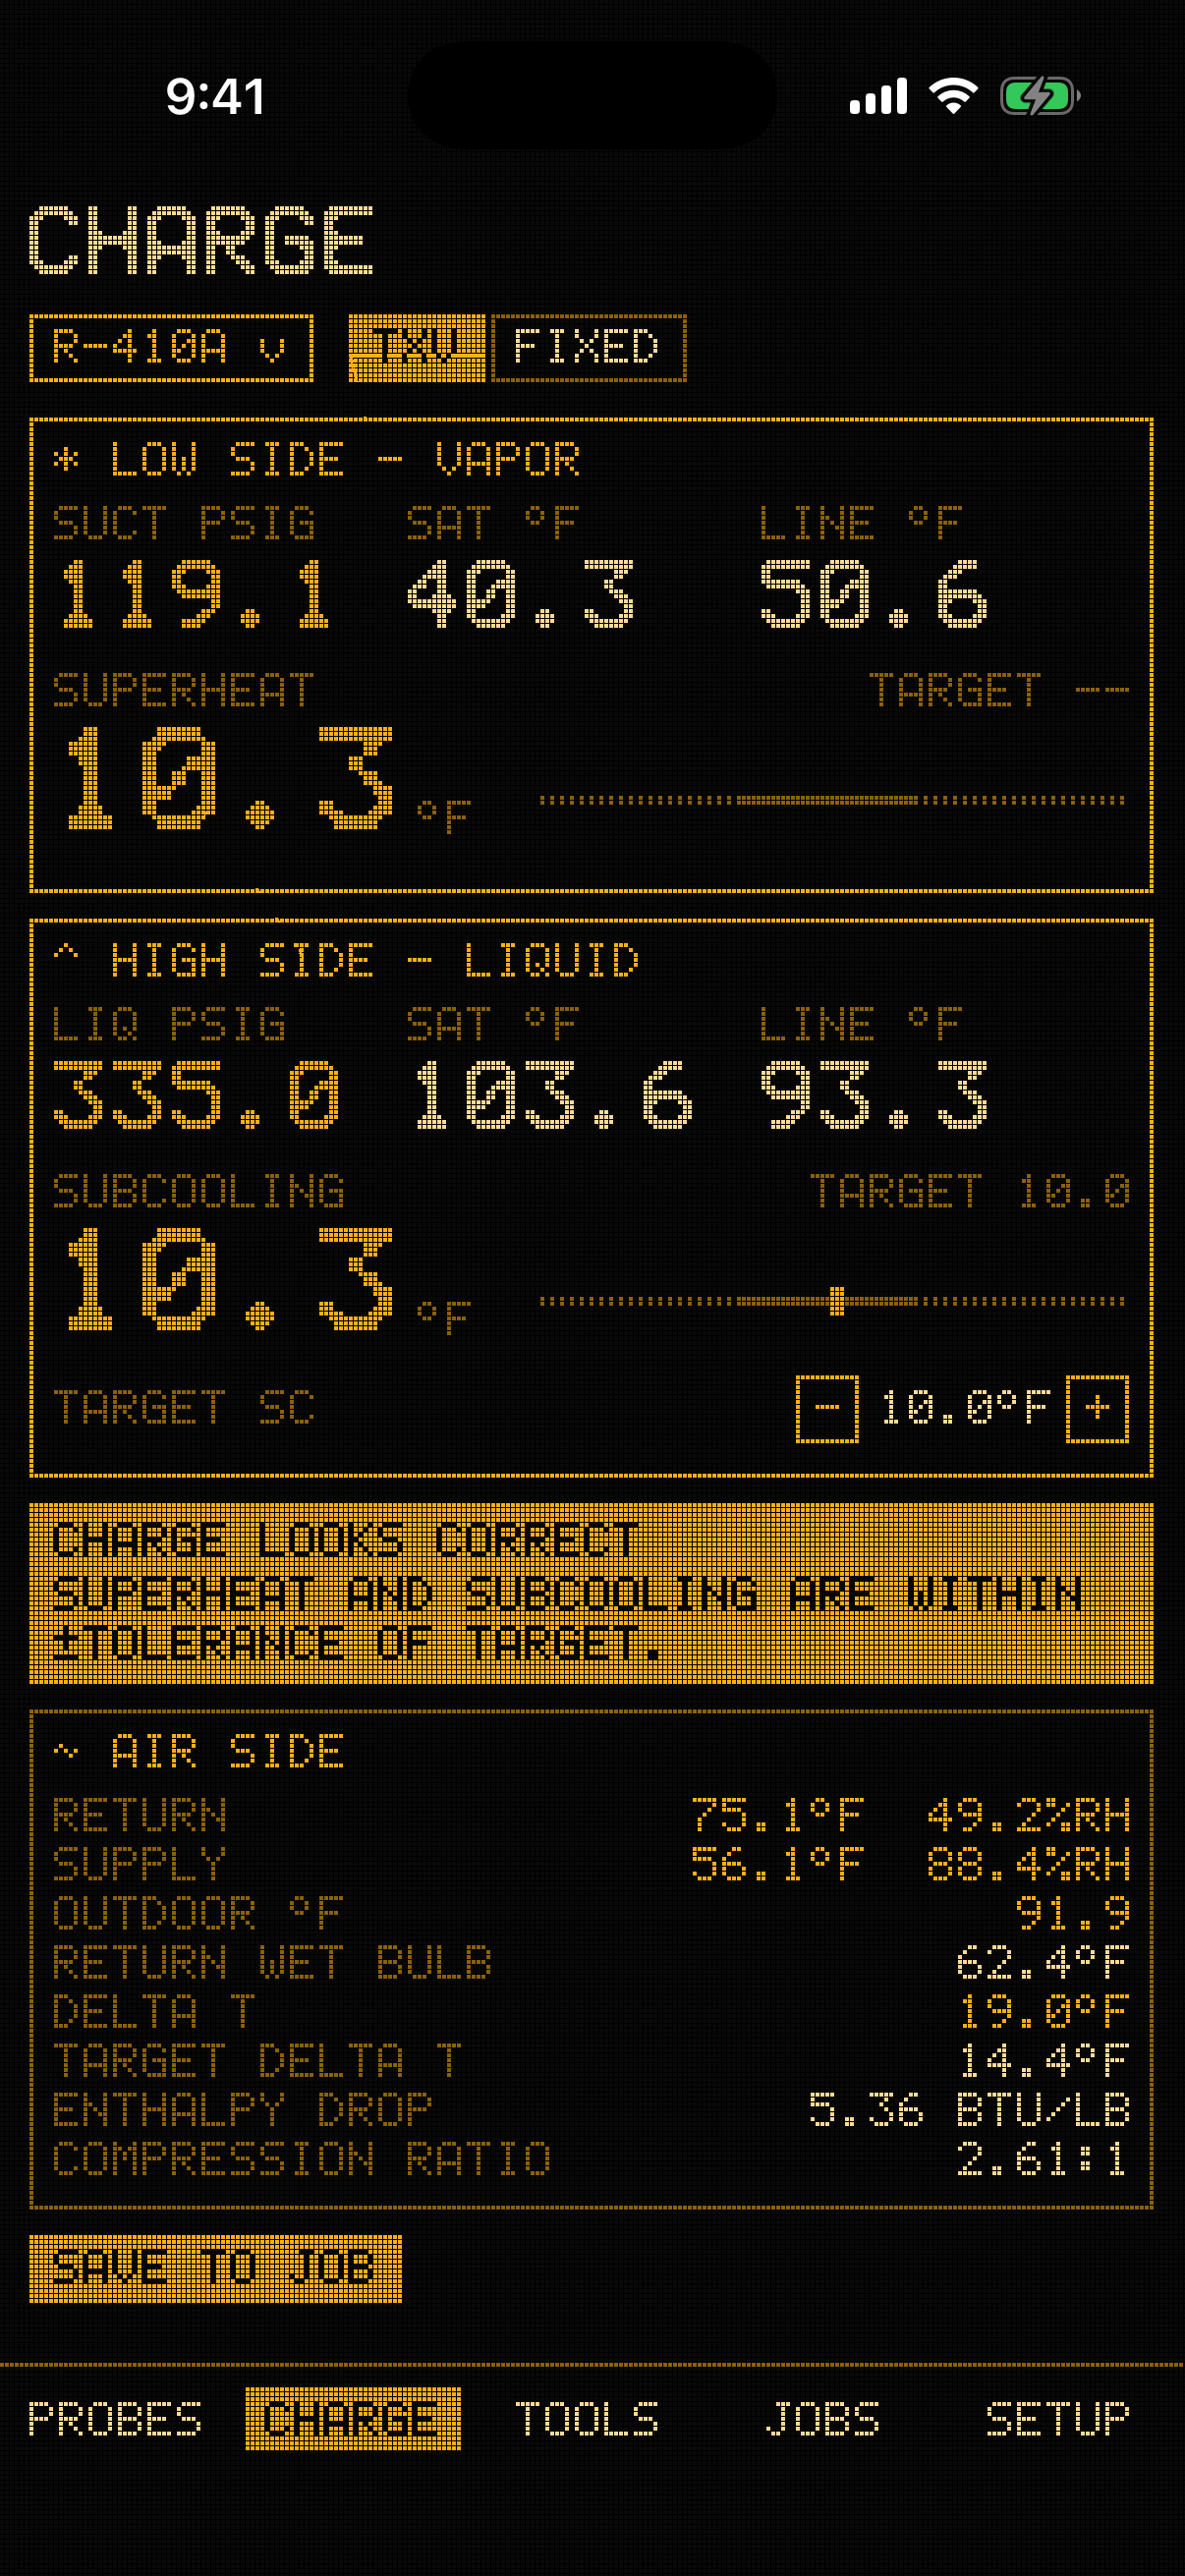 9:41
CHARGE
R-410A v TXV FIXED
* LOW SIDE - VAPOR
SUCT PSIG SAT °F LINE °F
119.1 40.3 50.6
SUPERHEAT TARGET --
10.3 °F
^ HIGH SIDE - LIQUID
LIQ PSIG SAT °F LINE °F
335.0 103.6 93.3
SUBCOOLING TARGET 10.0
10.3 °F
TARGET SC - 10.0°F +
CHARGE LOOKS CORRECT
SUPERHEAT AND SUBCOOLING ARE WITHIN
±TOLERANCE OF TARGET.
~ AIR SIDE
RETURN 75.1°F 49.2%RH
SUPPLY 56.1°F 88.4%RH
OUTDOOR °F 91.9
RETURN WET BULB 62.4°F
DELTA T 19.0°F
TARGET DELTA T 14.4°F
ENTHALPY DROP 5.36 BTU/LB
COMPRESSION RATIO 2.61:1
SAVE TO JOB
PROBES CHARGE TOOLS JOBS SETUP